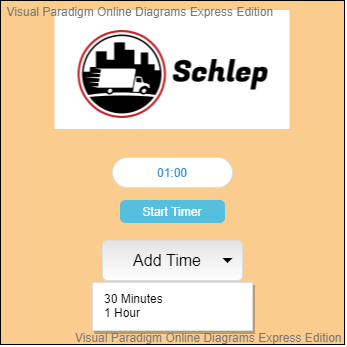 Visual Paradigm Online Diagrams Express Edition
Schlep
01:00
Start Timer
Add Time
30 Minutes
1 Hour
Visual Paradigm Online Diagrams Express Edition